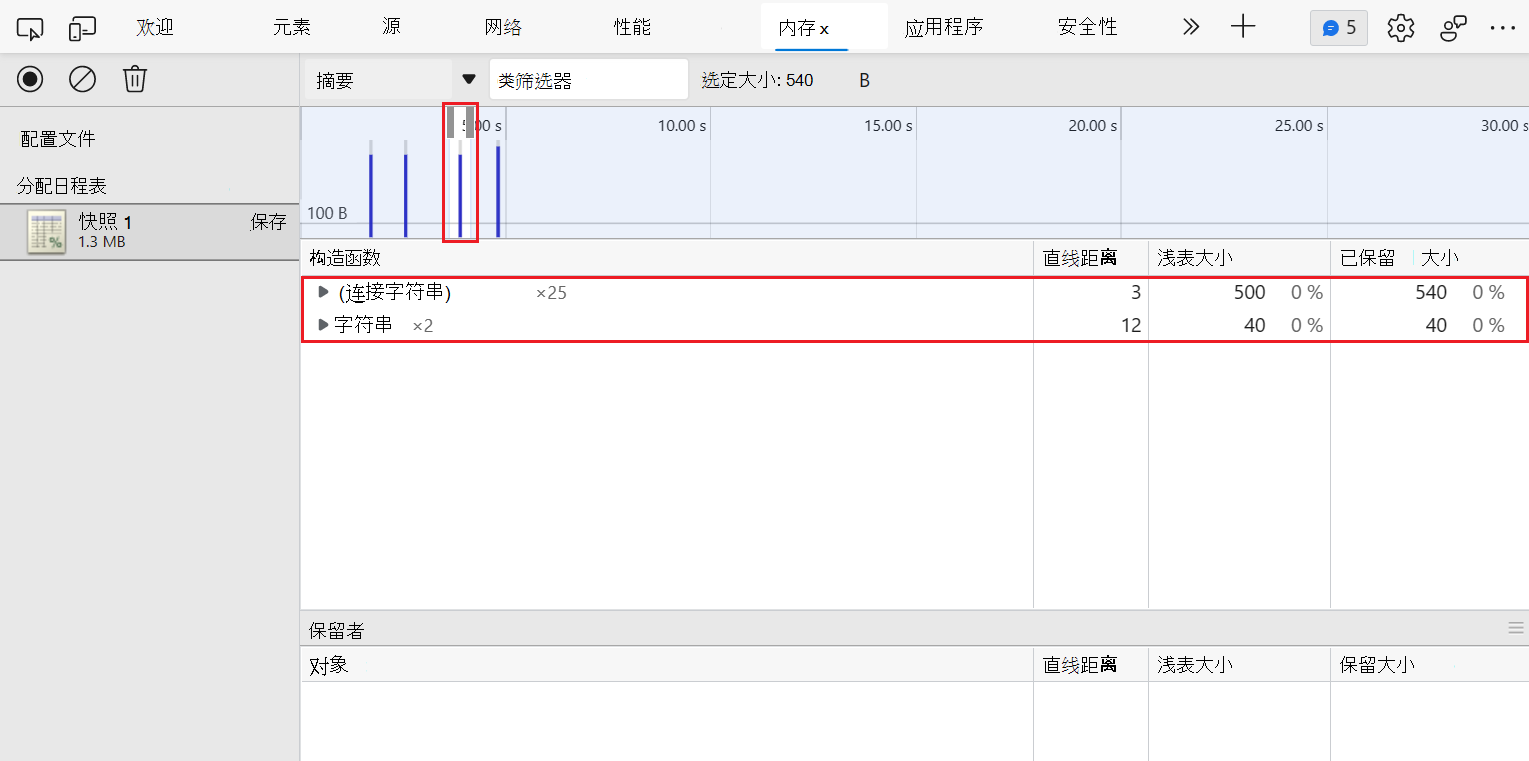 欢迎 元素 源 网络 性能 内存 x 应用程序 安全性 5
摘要 类筛选器 选定大小: 540 B
配置文件
分配日程表
快照 1 保存
1.3 MB
5.00 s 10.00 s 15.00 s 20.00 s 25.00 s 30.00 s
100 B
构造函数 直线距离 浅表大小 已保留 大小
(连接字符串) ×25 3 500 0 % 540 0 %
字符串 ×2 12 40 0 % 40 0 %
保留者
对象 直线距离 浅表大小 保留大小